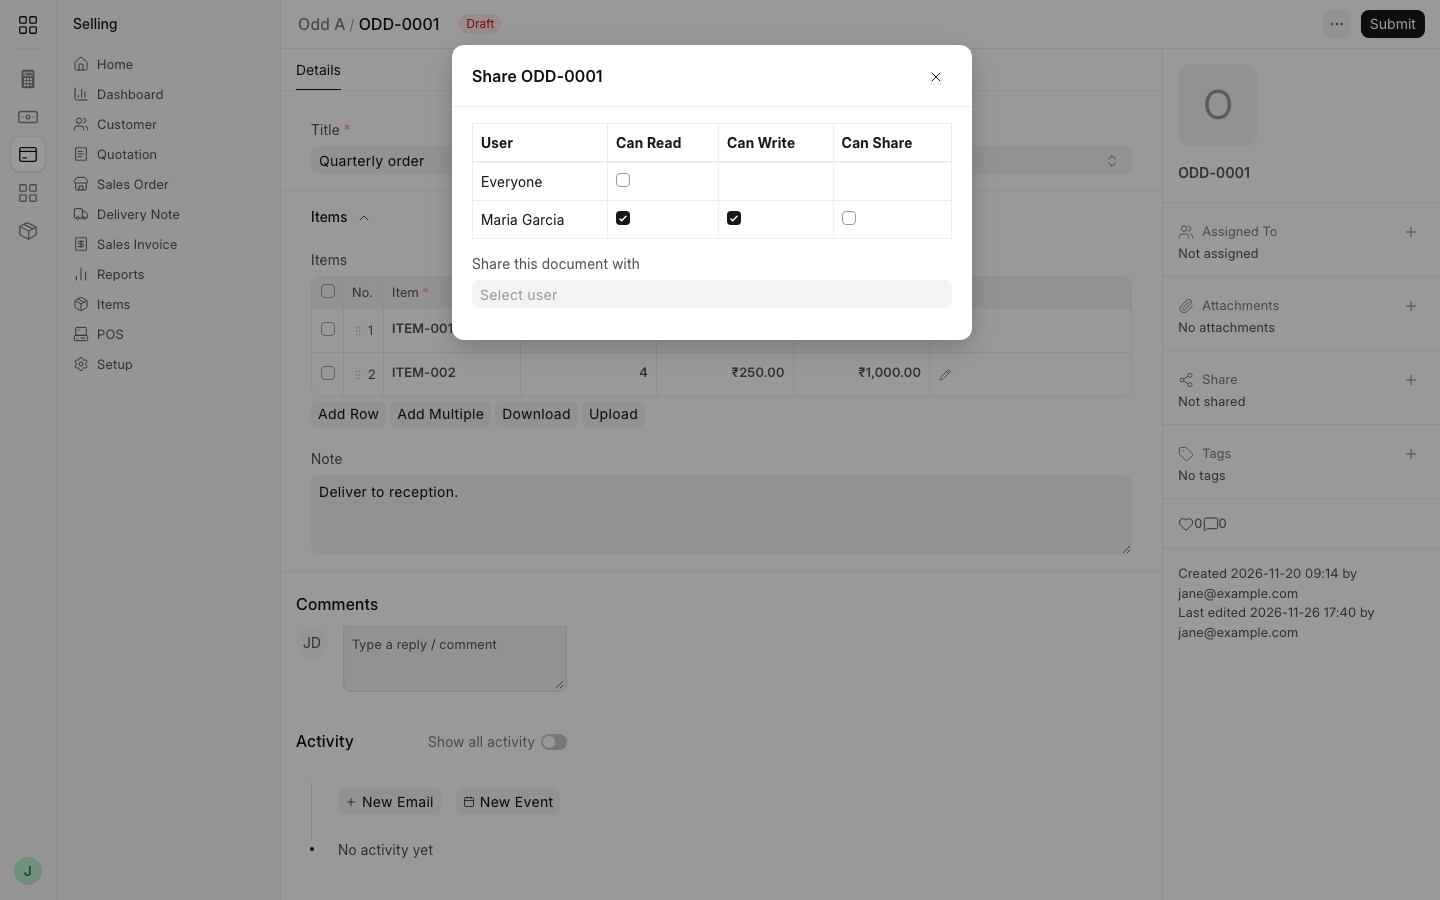 Selling
Home
Dashboard
Customer
Quotation
Sales Order
Delivery Note
Sales Invoice
Reports
Items
POS
Setup
J
Odd A / ODD-0001 Draft
... Submit
Details
Title *
Quarterly order
Items
Items
No. Item *
1 ITEM-001
2 ITEM-002 4 ₹250.00 ₹1,000.00
Add Row Add Multiple Download Upload
Note
Deliver to reception.
Comments
JD Type a reply / comment
Activity Show all activity
New Email New Event
No activity yet
Share ODD-0001
User Can Read Can Write Can Share
Everyone
Maria Garcia
Share this document with
Select user
O
ODD-0001
Assigned To
Not assigned
Attachments
No attachments
Share
Not shared
Tags
No tags
0 0
Created 2026-11-20 09:14 by
jane@example.com
Last edited 2026-11-26 17:40 by
jane@example.com